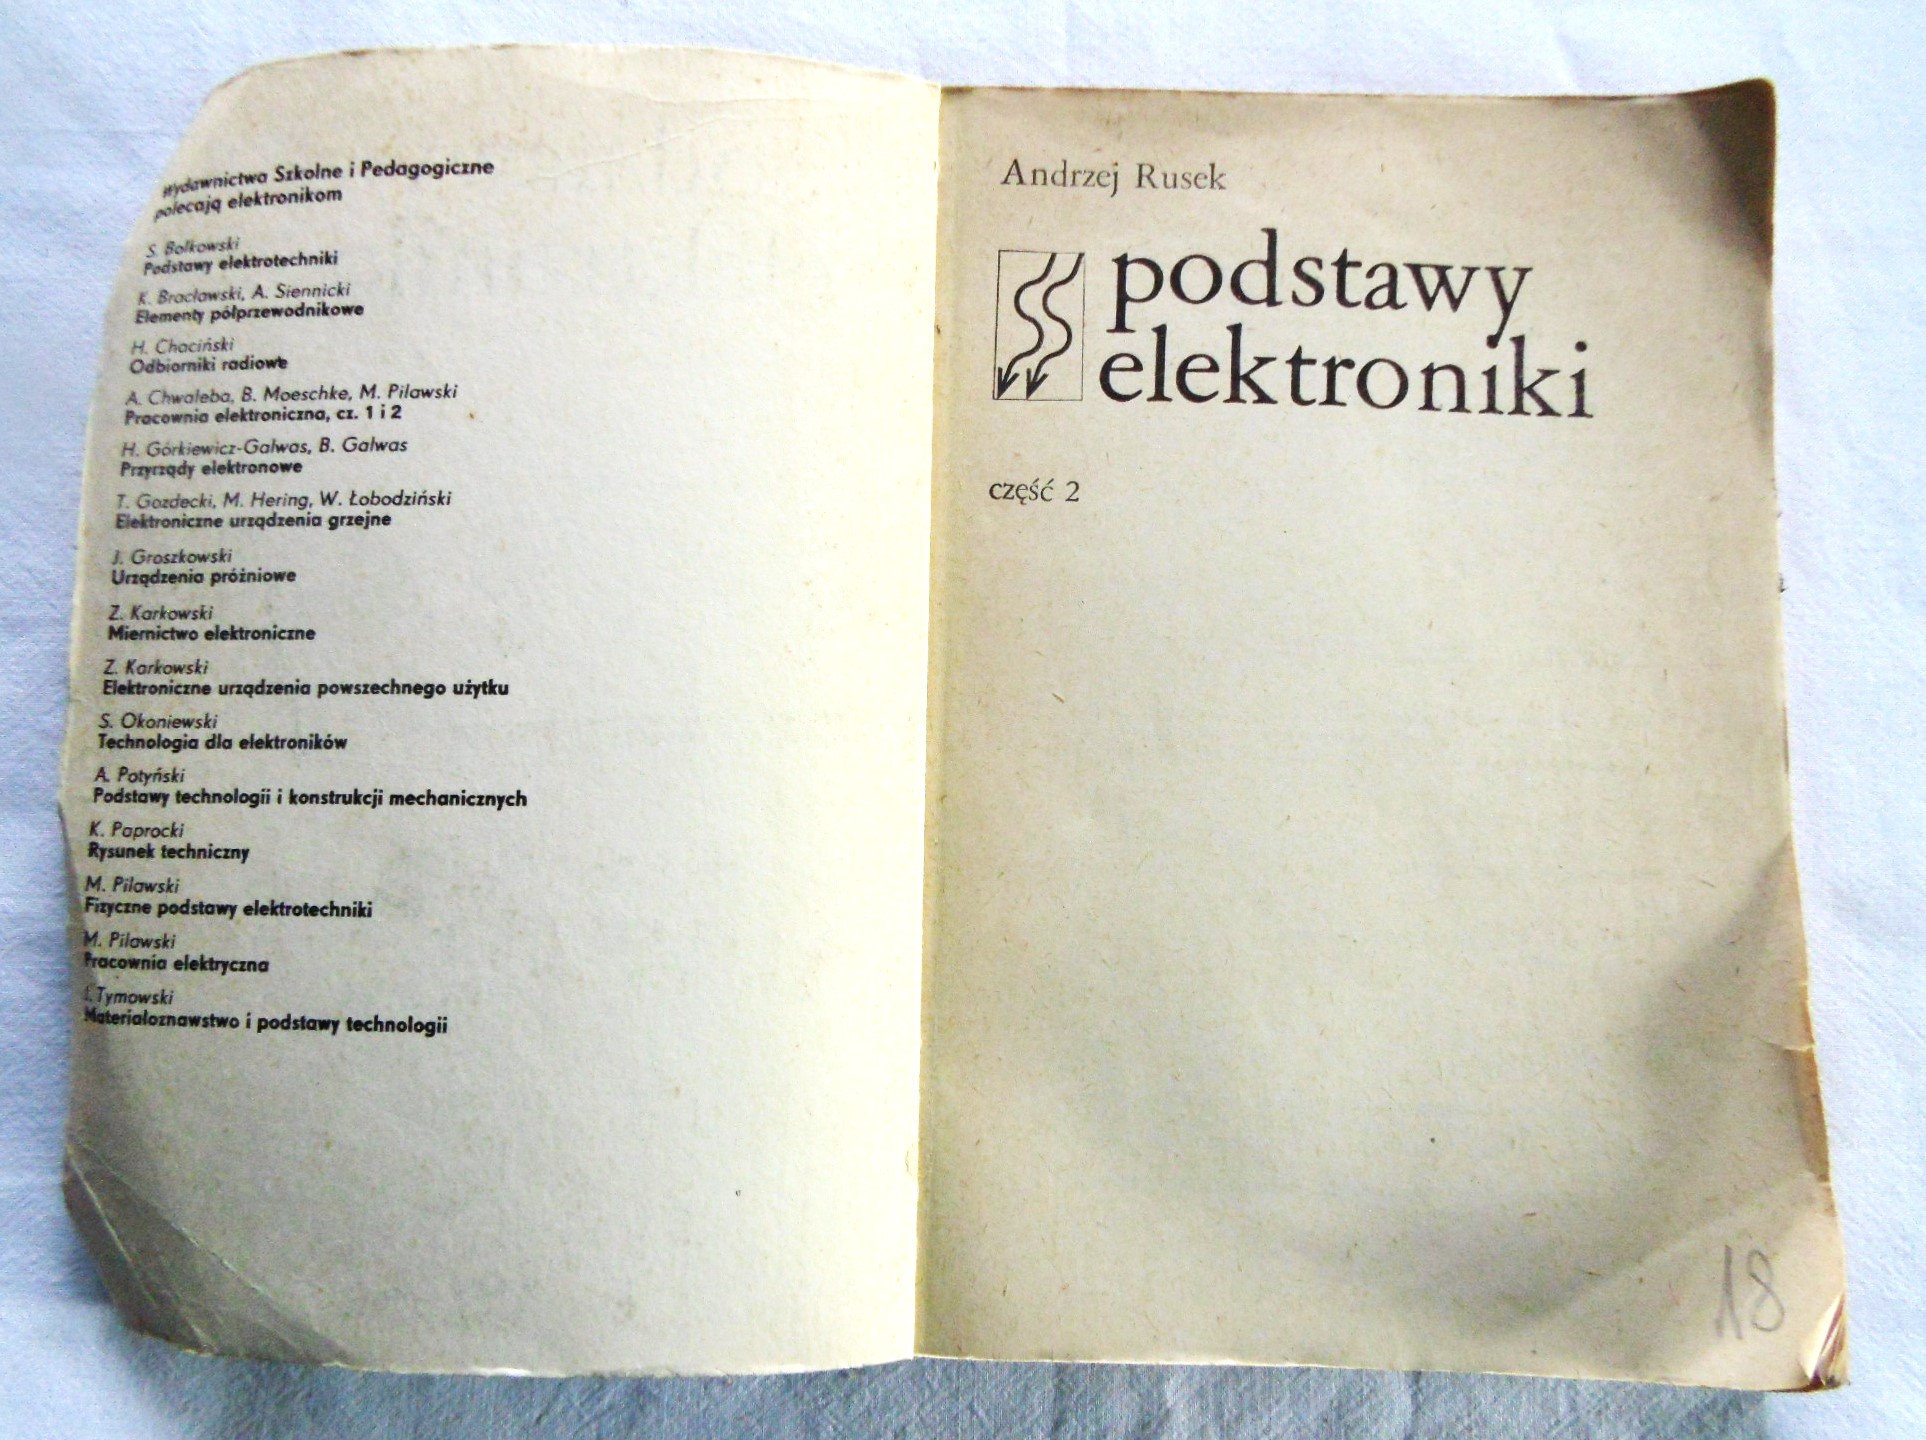 Wydawnictwa Szkolne i Pedagogiczne
polecają elektronikom
S. Bolkowski
Podstawy elektrotechniki
K. Bracławski, A. Siennicki
Elementy półprzewodnikowe
H. Chaciński
Odbiorniki radiowe
A. Chwaleba, B. Moeschke, M. Pilawski
Pracownia elektroniczna, cz. 1 i 2
H. Górkiewicz-Galwas, B. Galwas
Przyrządy elektronowe
T. Gozdecki, M. Hering, W. Łobodziński
Elektroniczne urządzenia grzejne
J. Groszkowski
Urządzenia próżniowe
Z. Karkowski
Miernictwo elektroniczne
Z. Karkowski
Elektroniczne urządzenia powszechnego użytku
S. Okoniewski
Technologia dla elektroników
A. Potyński
Podstawy technologii i konstrukcji mechanicznych
K. Paprocki
Rysunek techniczny
M. Pilawski
Fizyczne podstawy elektrotechniki
M. Pilawski
Pracownia elektryczna
Tymowski
Materiałoznawstwo i podstawy technologii
Andrzej Rusek
podstawy
elektroniki
część 2
18